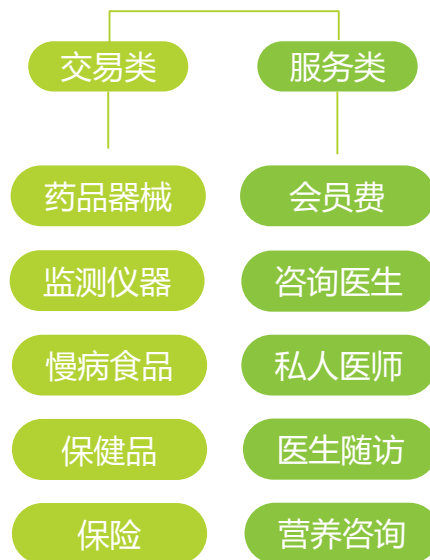 交易类
服务类
药品器械
会员费
监测仪器
咨询医生
慢病食品
私人医师
保健品
医生随访
保险
营养咨询